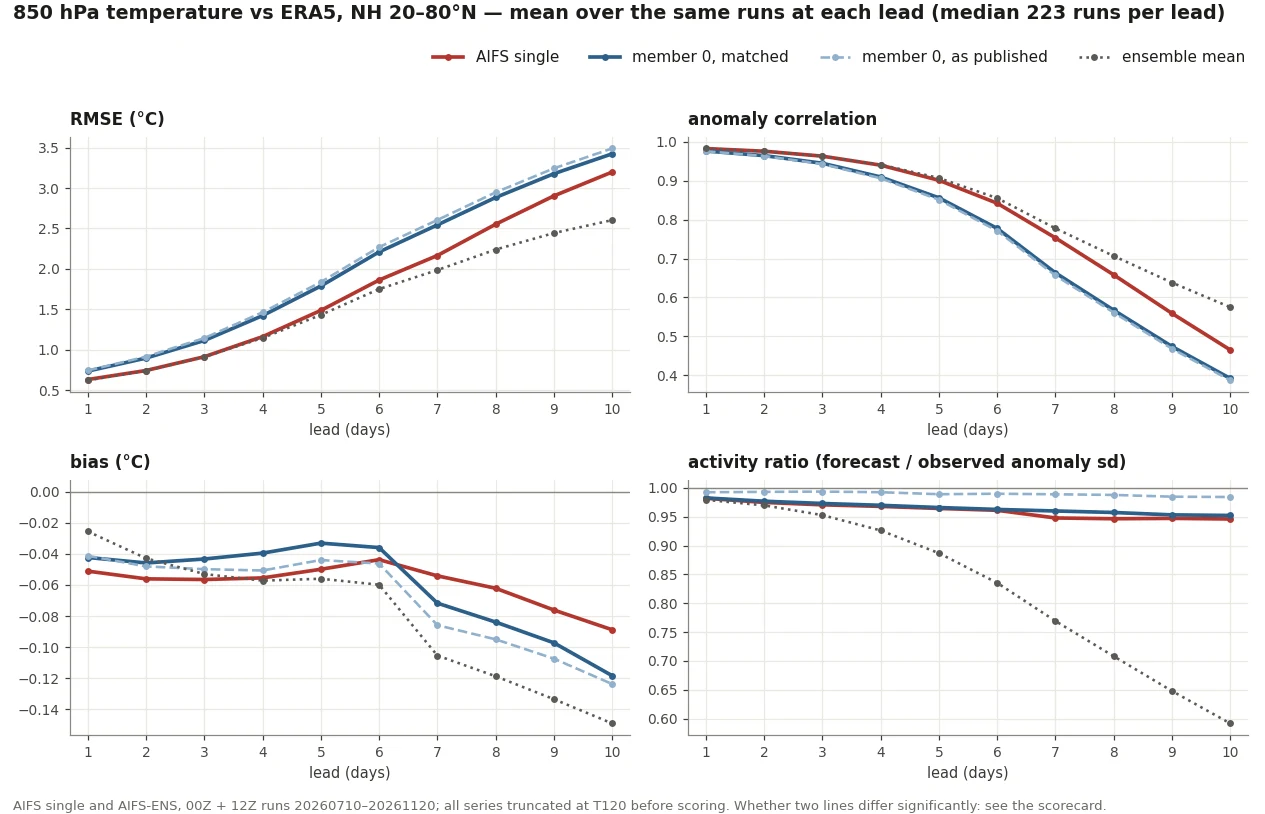 850 hPa temperature vs ERA5, NH 20–80°N — mean over the same runs at each lead (median 223 runs per lead)
AIFS single member 0, matched member 0, as published ensemble mean
RMSE (°C)
3.5
3.0
2.5
2.0
1.5
1.0
0.5
1 2 3 4 5 6 7 8 9 10
lead (days)
anomaly correlation
1.0
0.9
0.8
0.7
0.6
0.5
0.4
1 2 3 4 5 6 7 8 9 10
lead (days)
bias (°C)
0.00
−0.02
−0.04
−0.06
−0.08
−0.10
−0.12
−0.14
1 2 3 4 5 6 7 8 9 10
lead (days)
activity ratio (forecast / observed anomaly sd)
1.00
0.95
0.90
0.85
0.80
0.75
0.70
0.65
0.60
1 2 3 4 5 6 7 8 9 10
lead (days)
AIFS single and AIFS-ENS, 00Z + 12Z runs 20260710–20261120; all series truncated at T120 before scoring. Whether two lines differ significantly: see the scorecard.